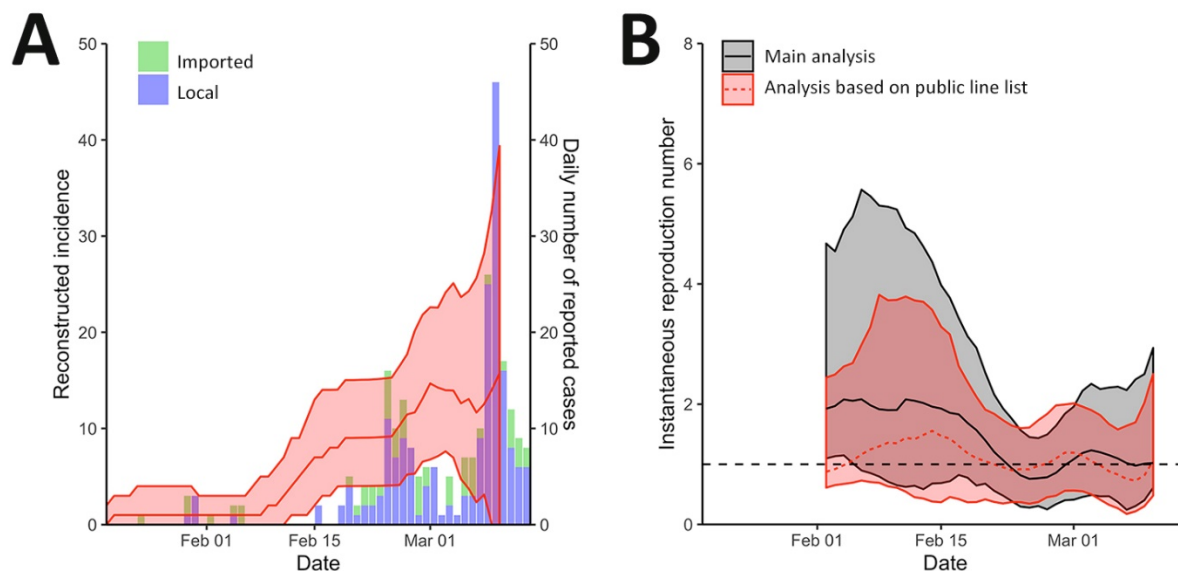 A
50
40
30
20
10
0
Reconstructed incidence
Imported
Local
50
40
30
20
10
0
Daily number of reported cases
Feb 01
Feb 15
Mar 01
Date
B
8
6
4
2
0
Instantaneous reproduction number
Main analysis
Analysis based on public line list
Feb 01
Feb 15
Mar 01
Date